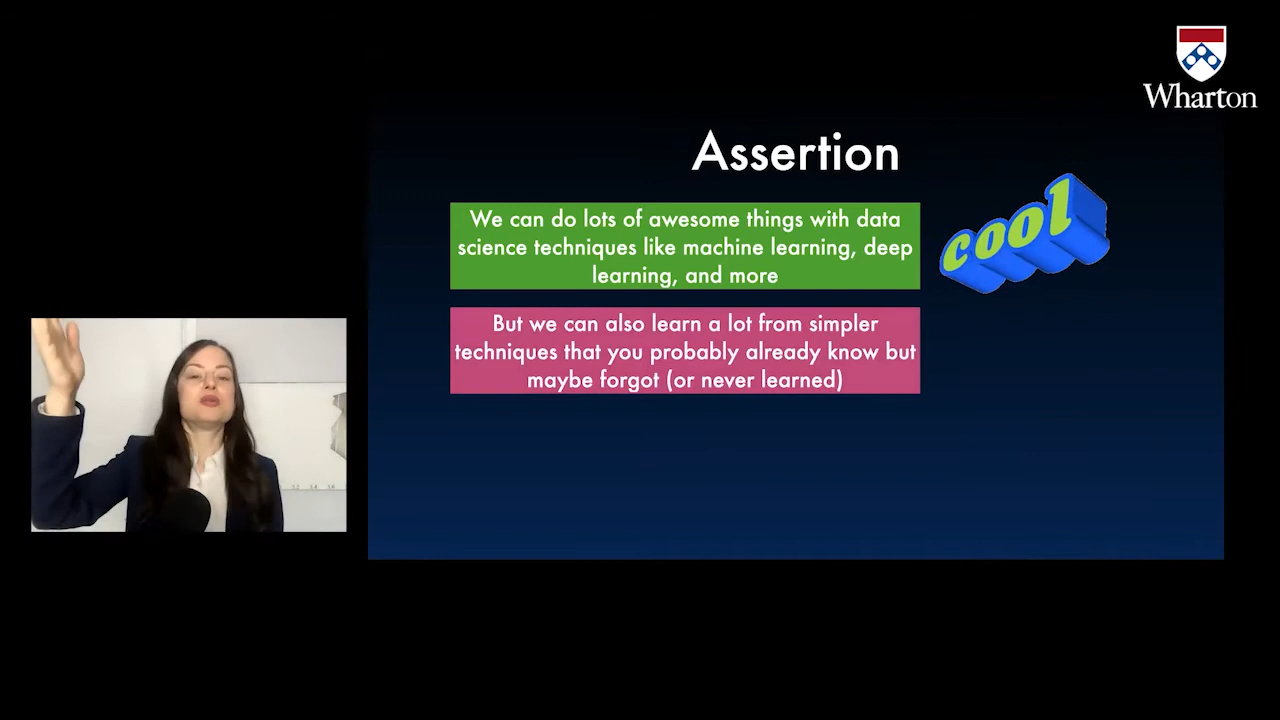 Wharton
Assertion
We can do lots of awesome things with data
science techniques like machine learning, deep
learning, and more
cool
But we can also learn a lot from simpler
techniques that you probably already know but
maybe forgot (or never learned)